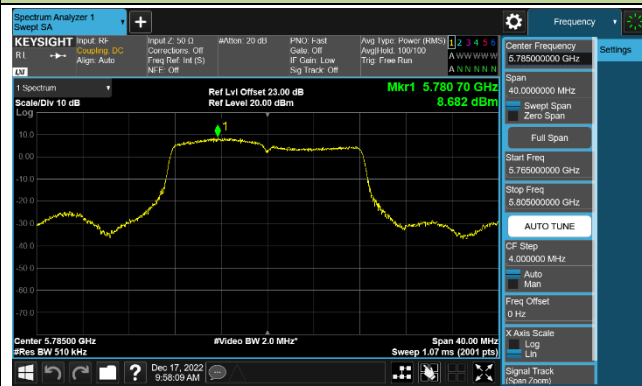 Spectrum Analyzer 1
Swept SA
+
Frequency
KEYSIGHT
Input: RF
Coupling: DC
Align: Auto
RL
LXI
Input Z: 50 Ω
Corrections: Off
Freq Ref: Int (S)
NFE: Off
#Atten: 20 dB
PNO: Fast
Gate: Off
IF Gain: Low
Sig Track: Off
Avg Type: Power (RMS)
Avg|Hold: 100/100
Trig: Free Run
1 2 3 4 5 6
A W W W W W
A N N N N N
Center Frequency
5.785000000 GHz
Settings
Span
40.0000000 MHz
Swept Span
Zero Span
Full Span
Start Freq
5.765000000 GHz
Stop Freq
5.805000000 GHz
AUTO TUNE
CF Step
4.000000 MHz
Auto
Man
Freq Offset
0 Hz
X Axis Scale
Log
Lin
Signal Track
(Span Zoom)
1 Spectrum
Scale/Div 10 dB
Log
Ref Lvl Offset 23.00 dB
Ref Level 20.00 dBm
Mkr1 5.780 70 GHz
8.682 dBm
1
10.0
0.00
-10.0
-20.0
-30.0
-40.0
-50.0
-60.0
-70.0
Center 5.78500 GHz
#Res BW 510 kHz
#Video BW 2.0 MHz*
Span 40.00 MHz
Sweep 1.07 ms (2001 pts)
?
Dec 17, 2022
9:58:09 AM